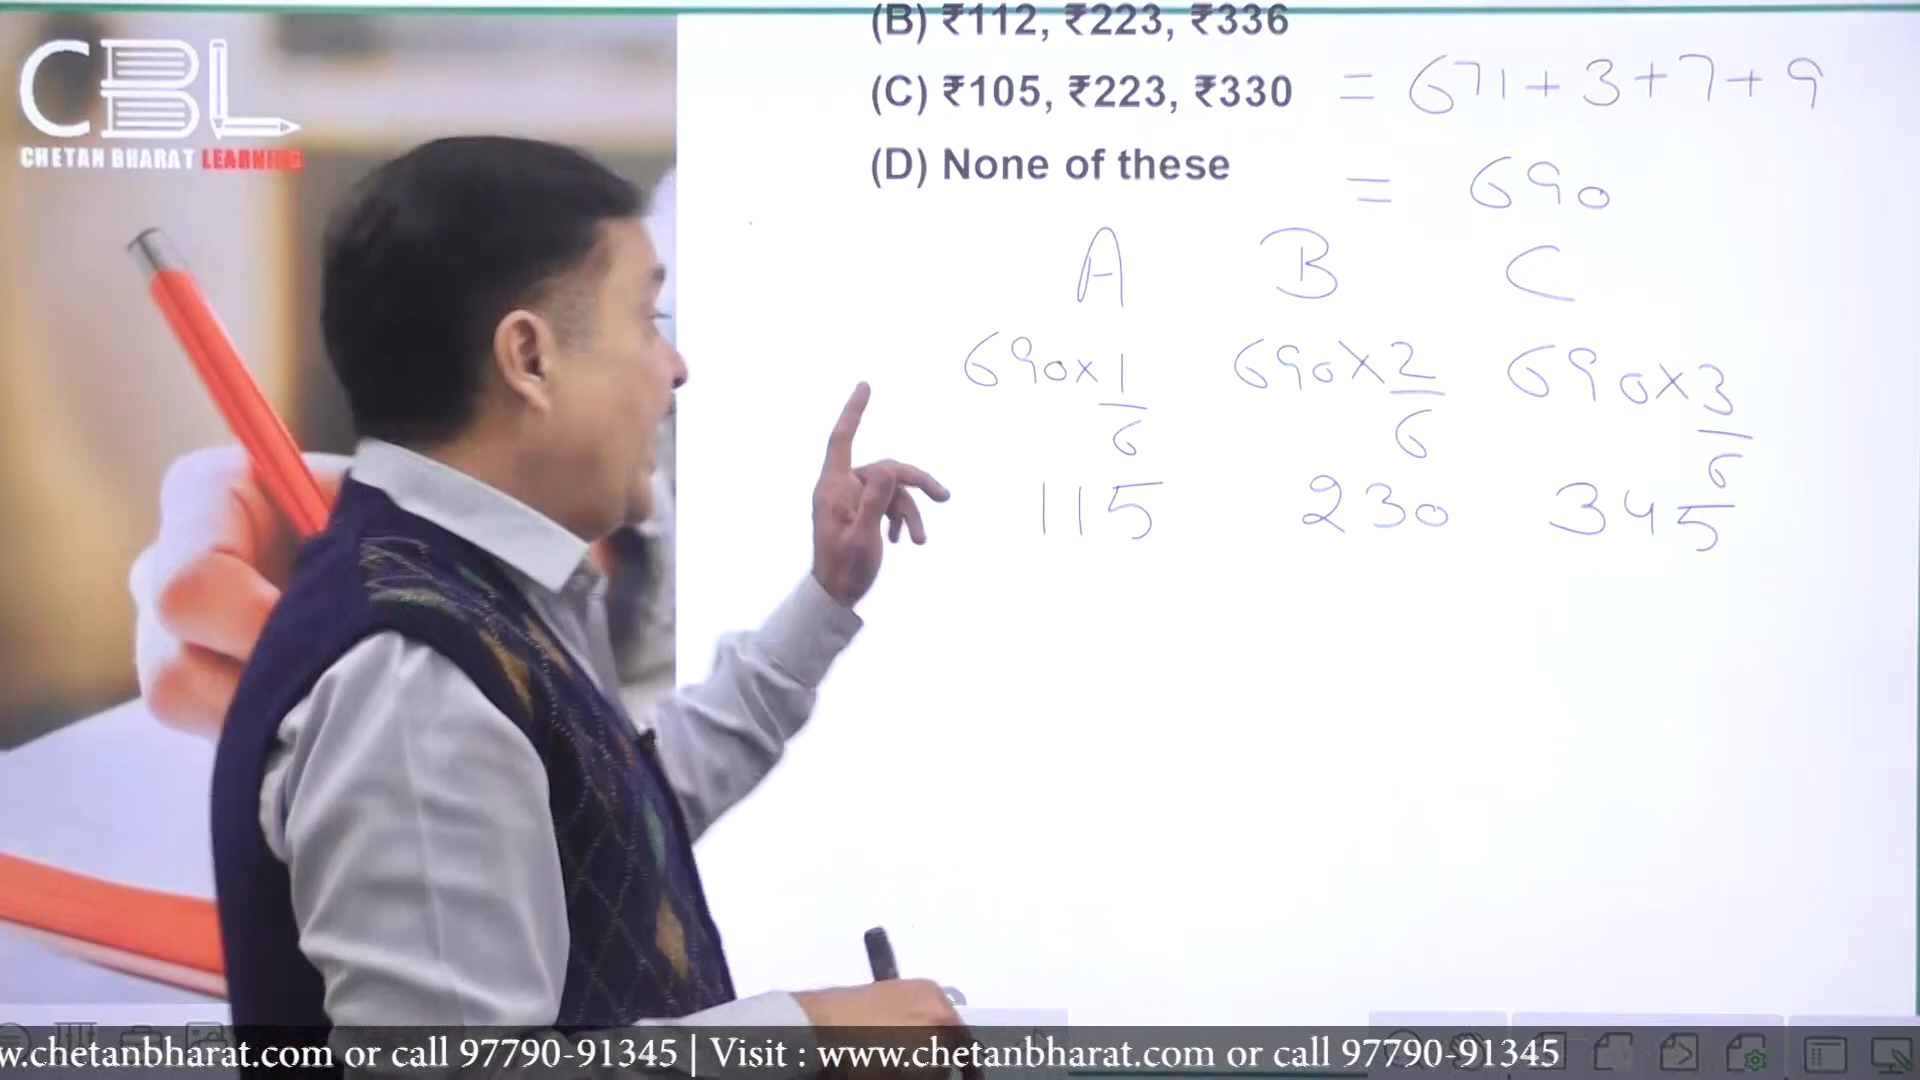 CBL
CHETAN BHARAT LEARNING
(B) ₹112, ₹223, ₹336
(C) ₹105, ₹223, ₹330 = 671 + 3 + 7 + 9
(D) None of these = 690
A B C
690 × 1/6 690 × 2/6 690 × 3/6
115 230 345
w.chetanbharat.com or call 97790-91345 | Visit : www.chetanbharat.com or call 97790-91345